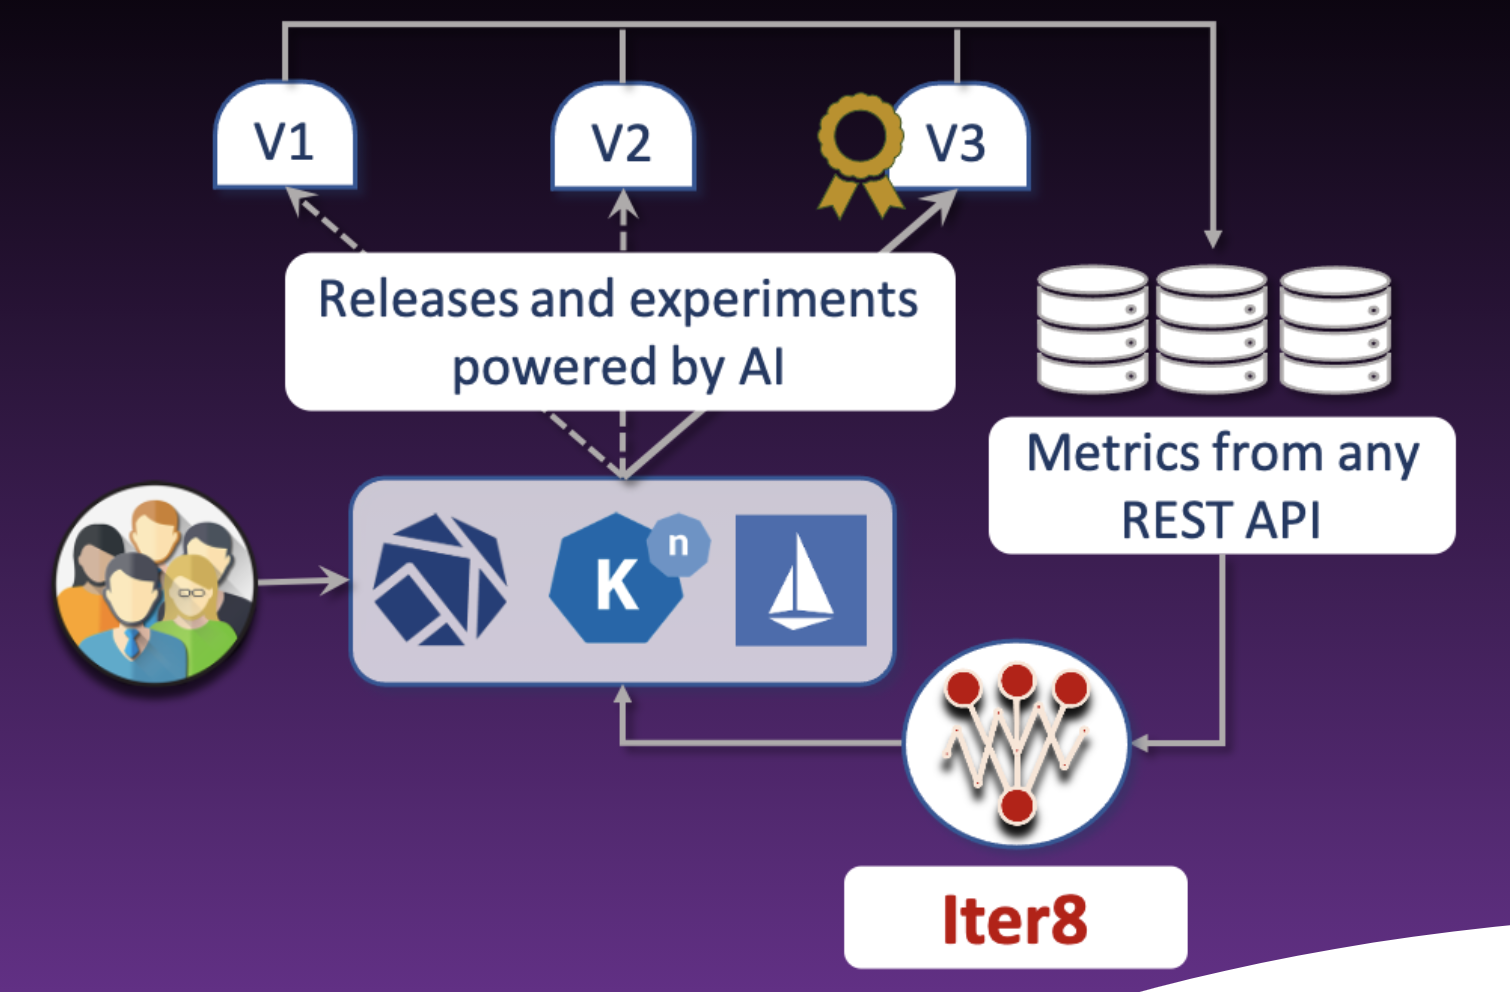 V1
V2
V3
Releases and experiments
powered by AI
Metrics from any
REST API
K
n
Iter8